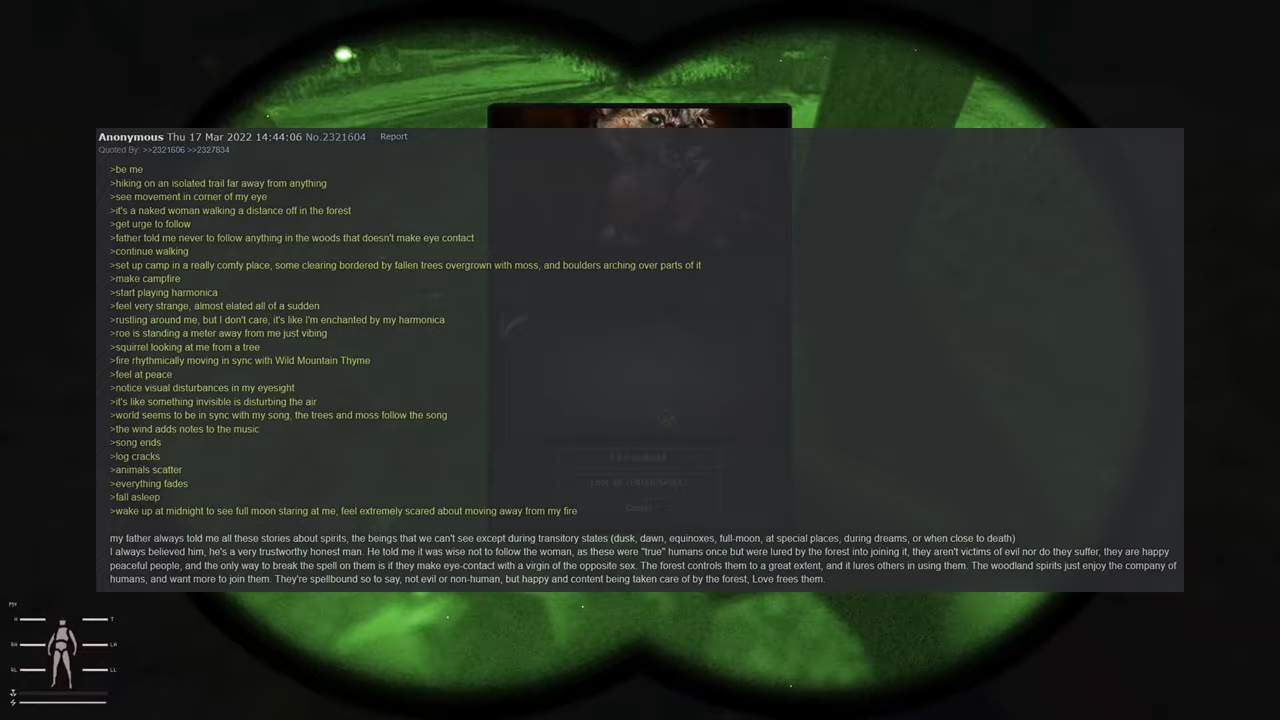 Anonymous Thu 17 Mar 2022 14:44:06 No.2321604 Report
Quoted By: >>2321606 >>2327834
>be me
>hiking on an isolated trail far away from anything
>see movement in corner of my eye
>it's a naked woman walking a distance off in the forest
>get urge to follow
>father told me never to follow anything in the woods that doesn't make eye contact
>continue walking
>set up camp in a really comfy place, some clearing bordered by fallen trees overgrown with moss, and boulders arching over parts of it
>make campfire
>start playing harmonica
>feel very strange, almost elated all of a sudden
>rustling around me, but I don't care, it's like I'm enchanted by my harmonica
>roe is standing a meter away from me just vibing
>squirrel looking at me from a tree
>fire rhythmically moving in sync with Wild Mountain Thyme
>feel at peace
>notice visual disturbances in my eyesight
>it's like something invisible is disturbing the air
>world seems to be in sync with my song, the trees and moss follow the song
>the wind adds notes to the music
>song ends
>log cracks
>animals scatter
>everything fades
>fall asleep
>wake up at midnight to see full moon staring at me, feel extremely scared about moving away from my fire
my father always told me all these stories about spirits, the beings that we can't see except during transitory states (dusk, dawn, equinoxes, full-moon, at special places, during dreams, or when close to death)
I always believed him, he's a very trustworthy honest man. He told me it was wise not to follow the woman, as these were "true" humans once but were lured by the forest into joining it, they aren't victims of evil nor do they suffer, they are happy
peaceful people, and the only way to break the spell on them is if they make eye-contact with a virgin of the opposite sex. The forest controls them to a great extent, and it lures others in using them. The woodland spirits just enjoy the company of
humans, and want more to join them. They're spellbound so to say, not evil or non-human, but happy and content being taken care of by the forest, Love frees them.
H T
LA
LL